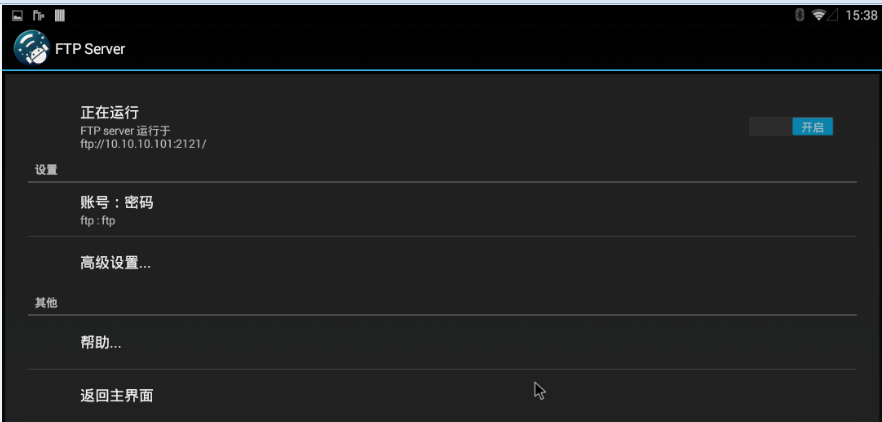 15:38
FTP Server
正在运行
FTP server 运行于
ftp://10.10.10.101:2121/
开启
设置
账号：密码
ftp : ftp
高级设置...
其他
帮助...
返回主界面